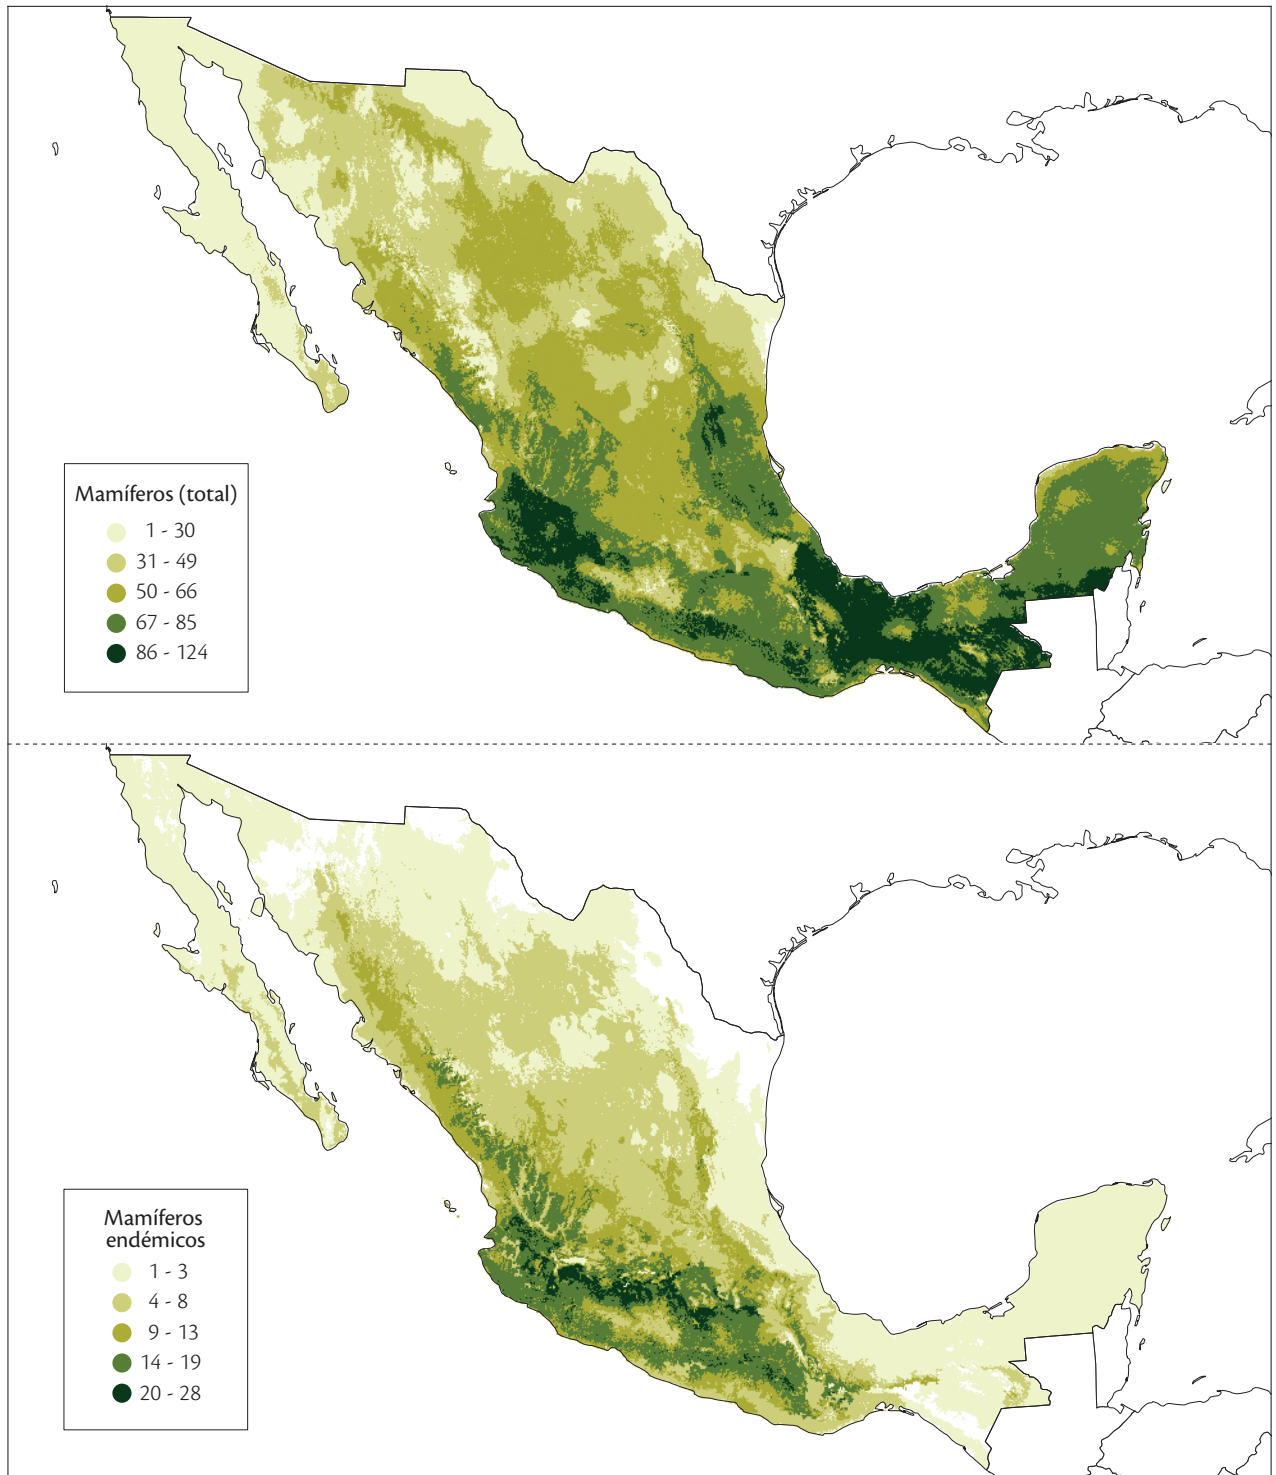 Mamíferos (total)
1 - 30
31 - 49
50 - 66
67 - 85
86 - 124
Mamíferos
endémicos
1 - 3
4 - 8
9 - 13
14 - 19
20 - 28